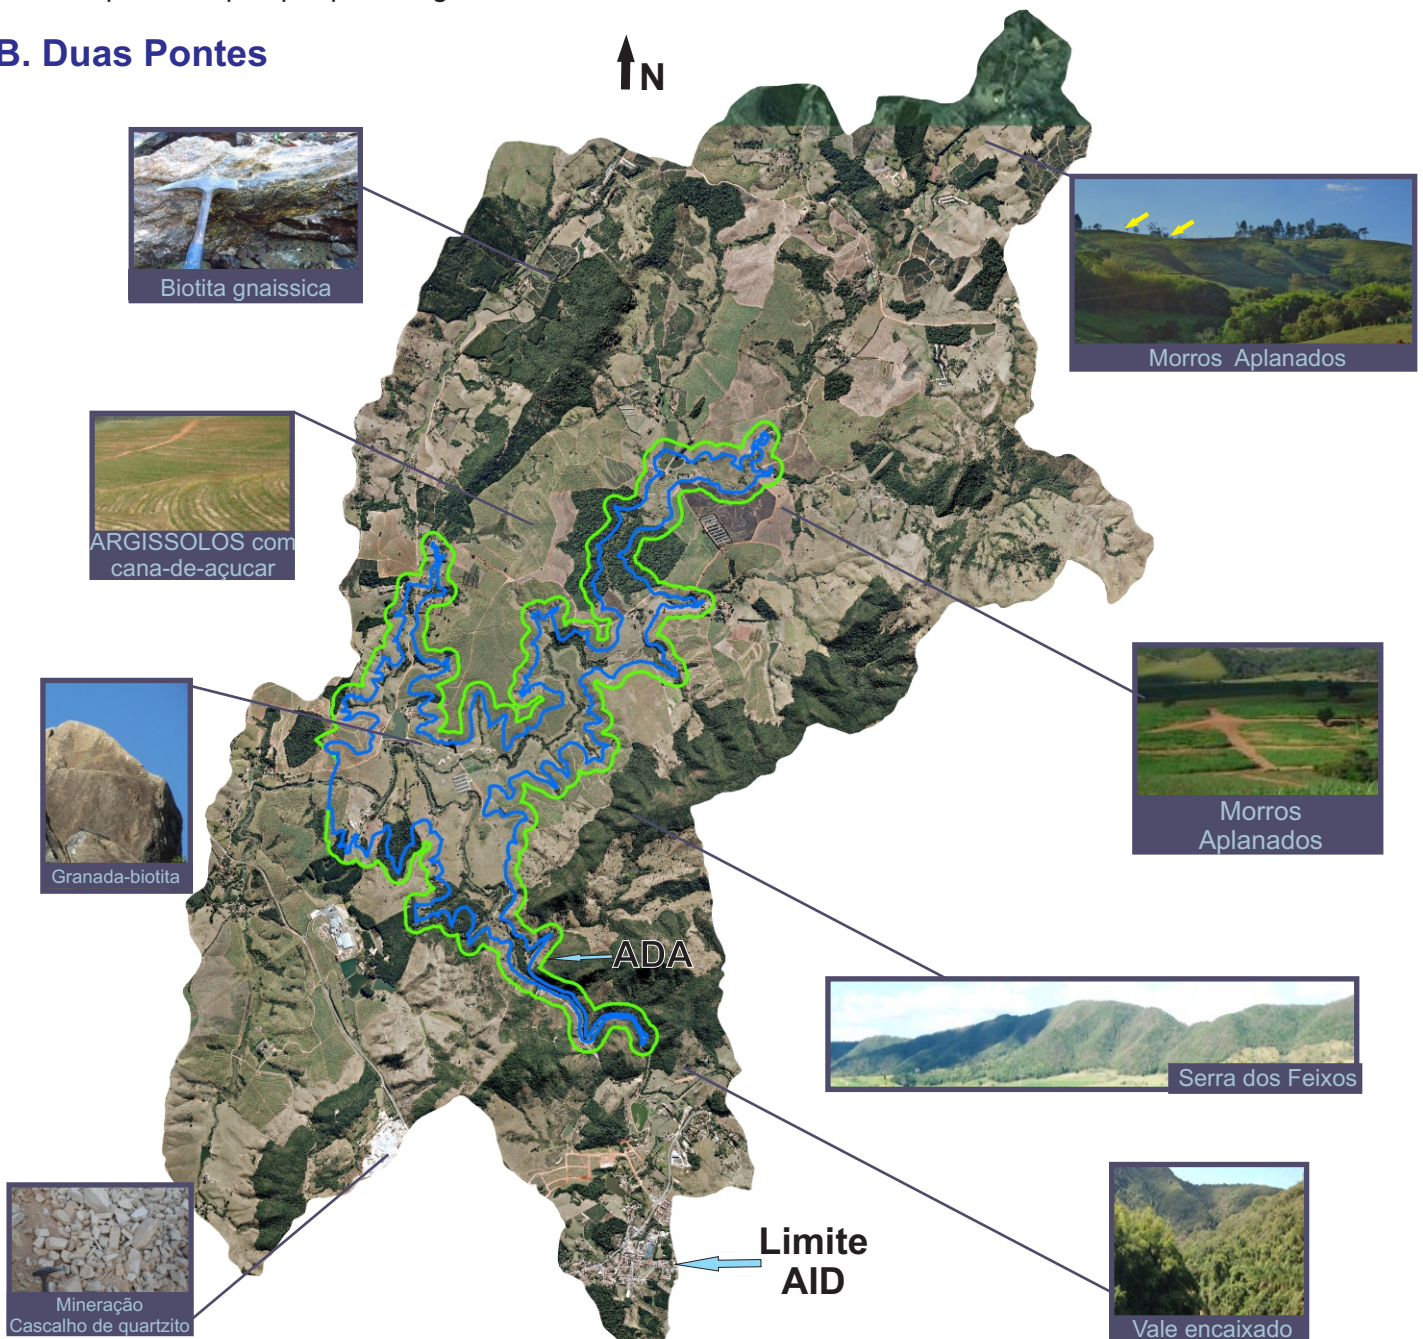 B. Duas Pontes
N
Biotita gnaissica
Morros Aplanados
ARGISSOLOS com
cana-de-açucar
Morros
Aplanados
Granada-biotita
ADA
Serra dos Feixos
Limite
AID
Mineração
Cascalho de quartzito
Vale encaixado